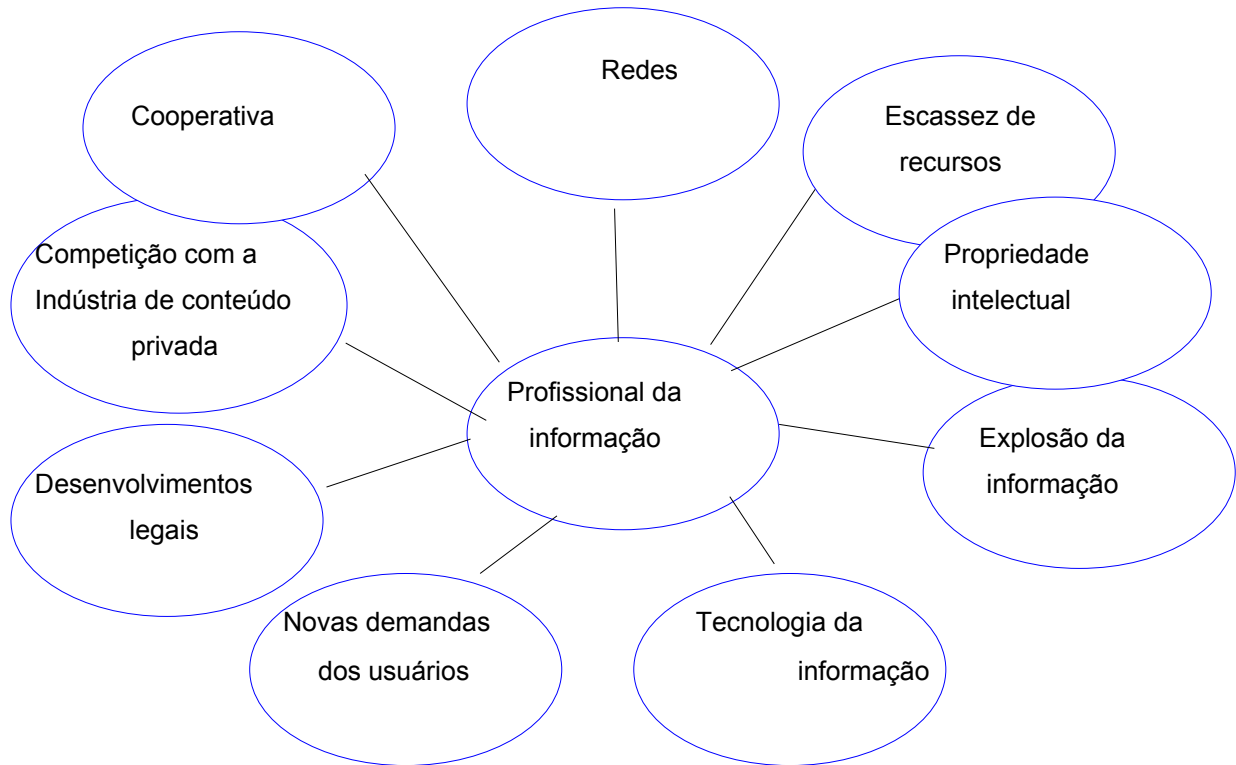 Redes
Cooperativa
Escassez de
recursos
Competição com a
Indústria de conteúdo
privada
Propriedade
intelectual
Profissional da
informação
Explosão da
informação
Desenvolvimentos
legais
Novas demandas
dos usuários
Tecnologia da
informação